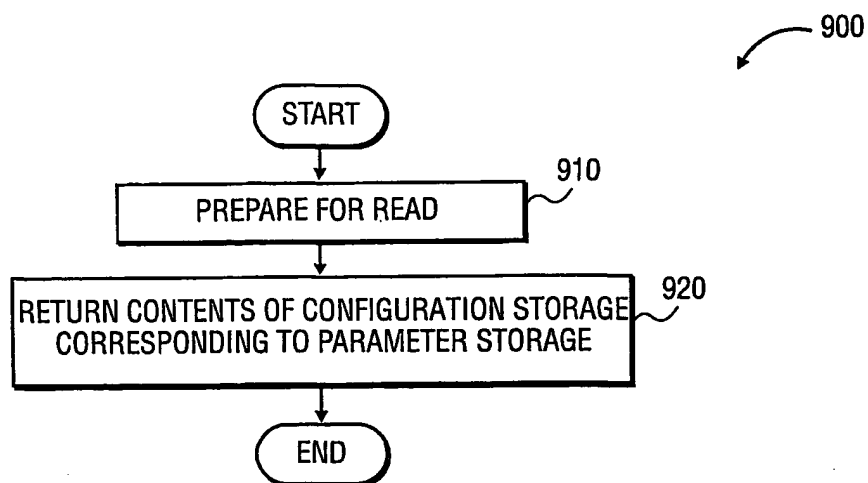 900
START
910
PREPARE FOR READ
920
RETURN CONTENTS OF CONFIGURATION STORAGE
CORRESPONDING TO PARAMETER STORAGE
END